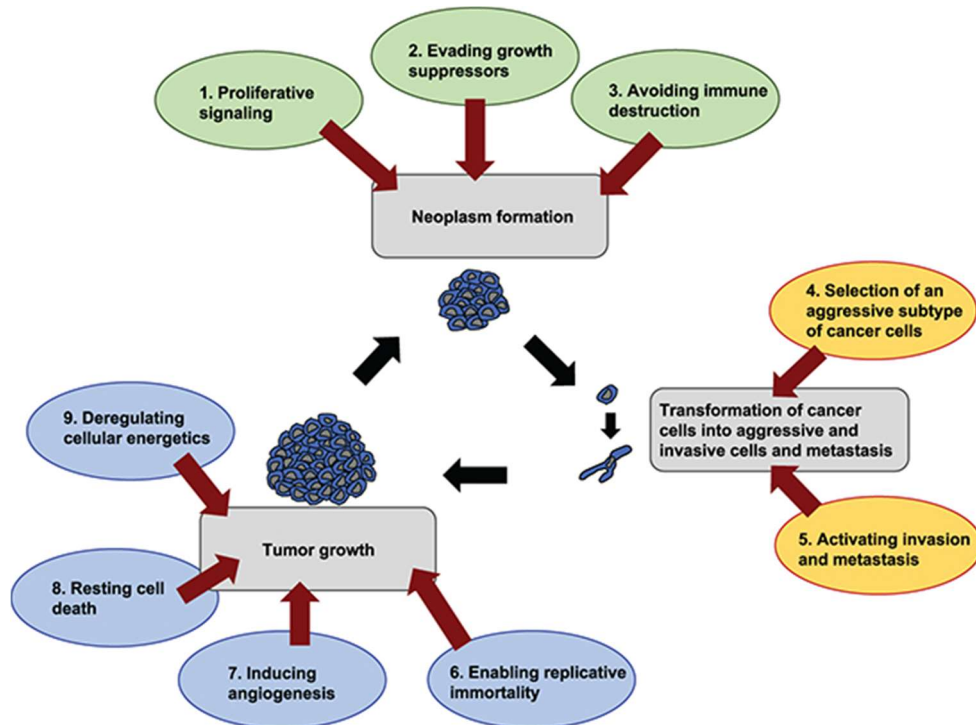 1. Proliferative
signaling
2. Evading growth
suppressors
3. Avoiding immune
destruction
Neoplasm formation
4. Selection of an
aggressive subtype
of cancer cells
Transformation of cancer
cells into aggressive and
invasive cells and metastasis
5. Activating invasion
and metastasis
9. Deregulating
cellular energetics
Tumor growth
8. Resting cell
death
7. Inducing
angiogenesis
6. Enabling replicative
immortality